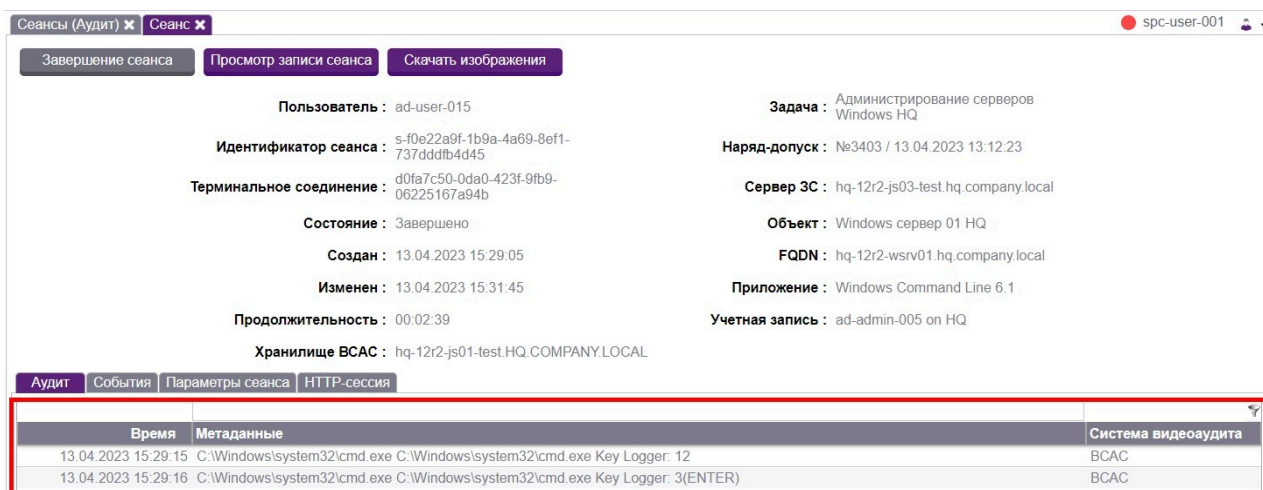 Сеансы (Аудит) Сеанс spc-user-001
Завершение сеанса Просмотр записи сеанса Скачать изображения
Пользователь : ad-user-015
Задача : Администрирование серверов
Windows HQ
Идентификатор сеанса : s-f0e22a9f-1b9a-4a69-8ef1-
737dddfb4d45
Наряд-допуск : №3403 / 13.04.2023 13:12:23
Терминальное соединение : d0fa7c50-0da0-423f-9fb9-
06225167a94b
Сервер ЗС : hq-12r2-js03-test.hq.company.local
Состояние : Завершено
Объект : Windows сервер 01 HQ
Создан : 13.04.2023 15:29:05
FQDN : hq-12r2-wsrv01.hq.company.local
Изменен : 13.04.2023 15:31:45
Приложение : Windows Command Line 6.1
Продолжительность : 00:02:39
Учетная запись : ad-admin-005 on HQ
Хранилище ВСАС : hq-12r2-js01-test.HQ.COMPANY.LOCAL
Аудит События Параметры сеанса HTTP-сессия
Время Метаданные Система видеоаудита
13.04.2023 15:29:15 C:\Windows\system32\cmd.exe C:\Windows\system32\cmd.exe Key Logger: 12 ВСАС
13.04.2023 15:29:16 C:\Windows\system32\cmd.exe C:\Windows\system32\cmd.exe Key Logger: 3(ENTER) ВСАС